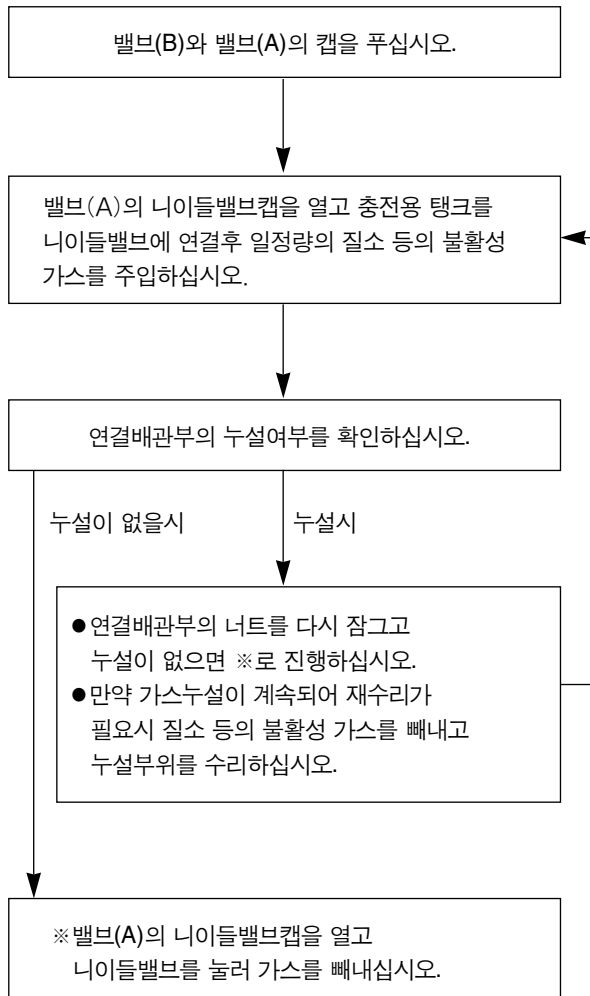 밸브(B)와 밸브(A)의 캡을 푸십시오.
밸브(A)의 니이들밸브캡을 열고 충전용 탱크를
니이들밸브에 연결후 일정량의 질소 등의 불활성
가스를 주입하십시오.
연결배관부의 누설여부를 확인하십시오.
누설이 없을시
누설시
●연결배관부의 너트를 다시 잠그고
누설이 없으면 ※로 진행하십시오.
●만약 가스누설이 계속되어 재수리가
필요시 질소 등의 불활성 가스를 빼내고
누설부위를 수리하십시오.
※밸브(A)의 니이들밸브캡을 열고
니이들밸브를 눌러 가스를 빼내십시오.